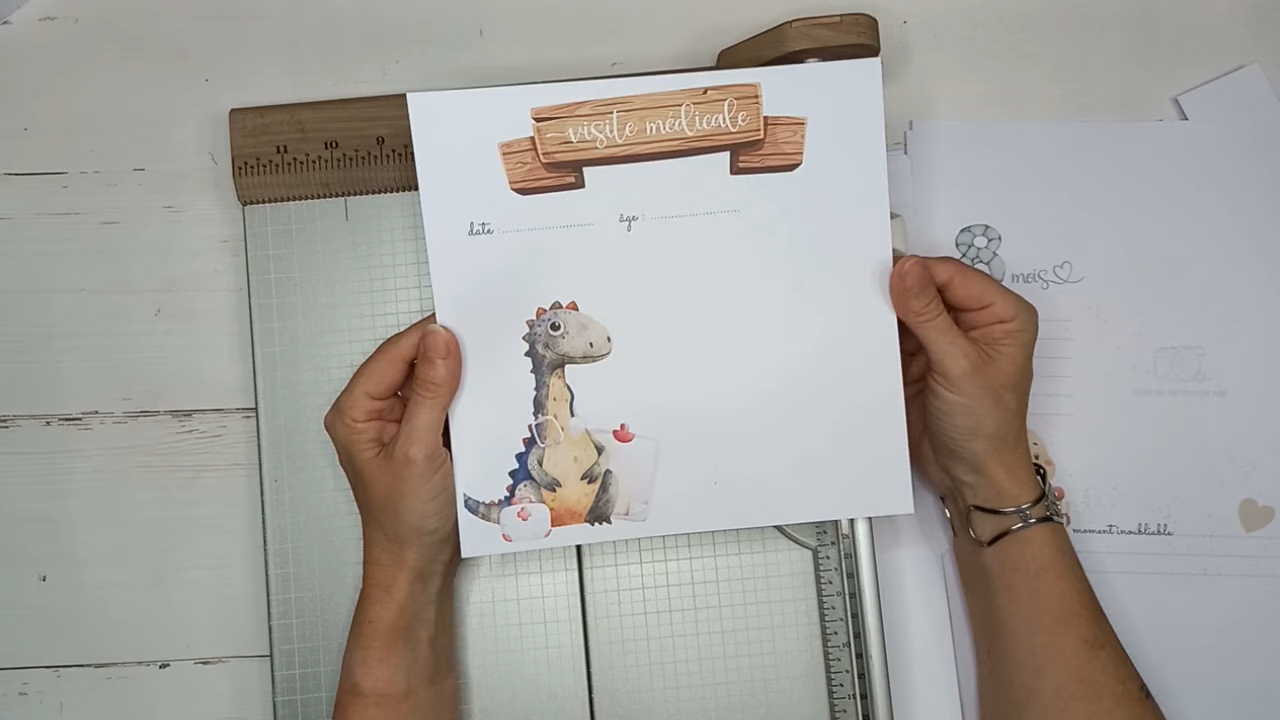 visite médicale
date : ............................ âge : ............................
11 10 9
8
mois
moment inoubliable